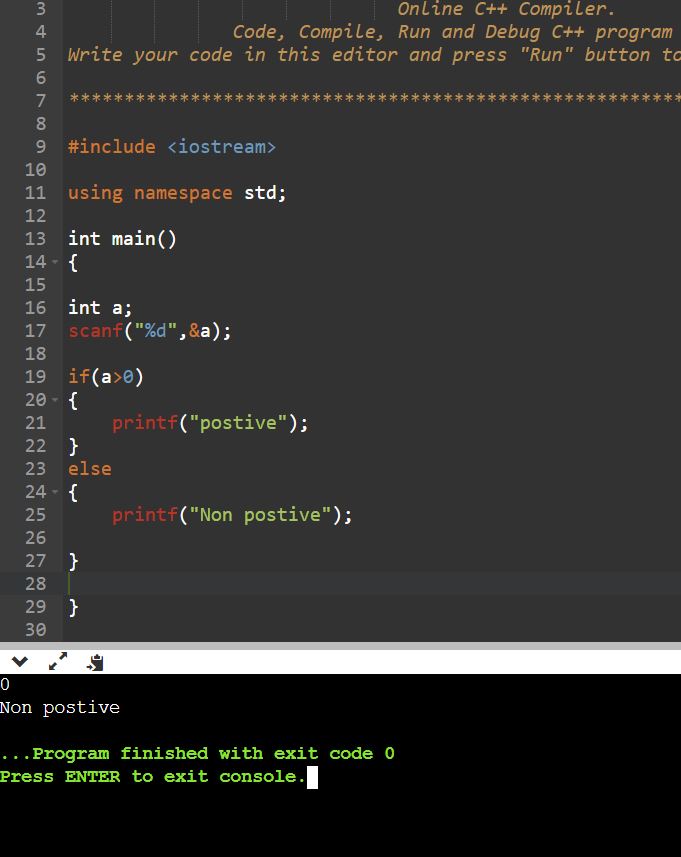 3 Online C++ Compiler.
4 Code, Compile, Run and Debug C++ program
5 Write your code in this editor and press "Run" button to
6
7 ********************************************************
8
9 #include <iostream>
10
11 using namespace std;
12
13 int main()
14 {
15
16 int a;
17 scanf("%d",&a);
18
19 if(a>0)
20 {
21 printf("postive");
22 }
23 else
24 {
25 printf("Non postive");
26
27 }
28
29 }
30
0
Non postive
...Program finished with exit code 0
Press ENTER to exit console.